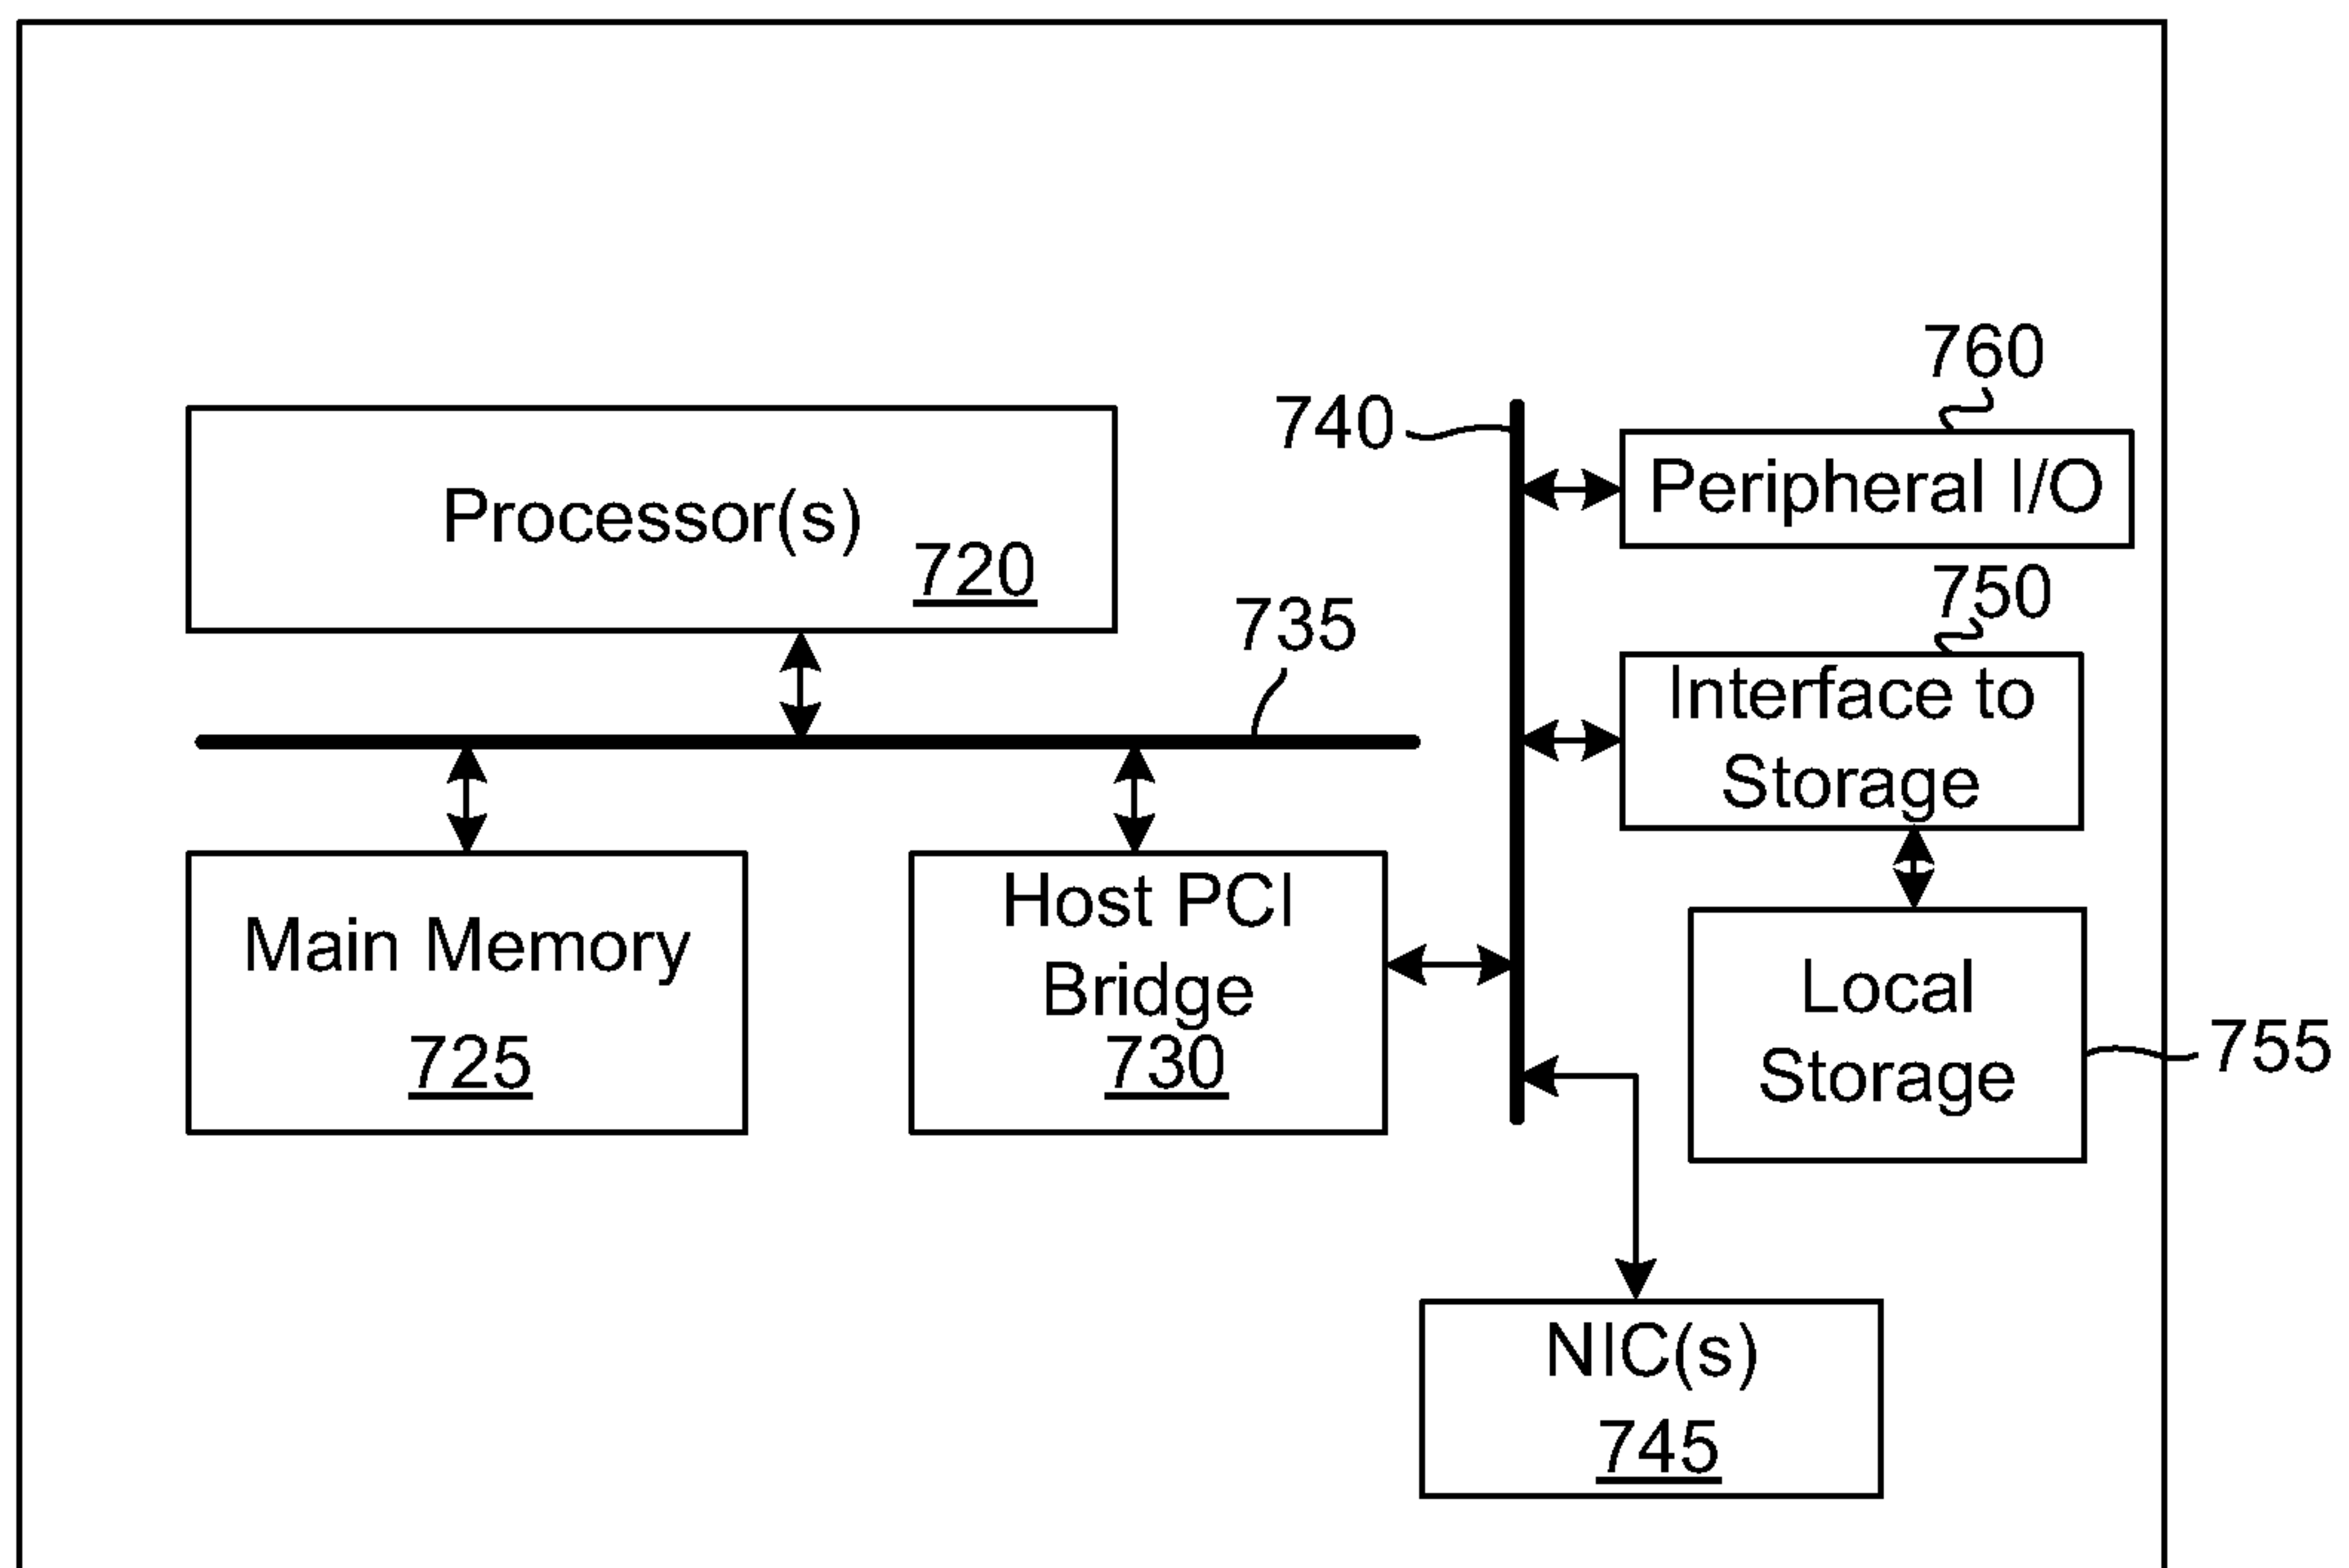 760
740
Peripheral I/O
Processor(s)
720
750
735
Interface to
Storage
Host PCI
Bridge
730
Main Memory
725
Local
Storage
755
NIC(s)
745